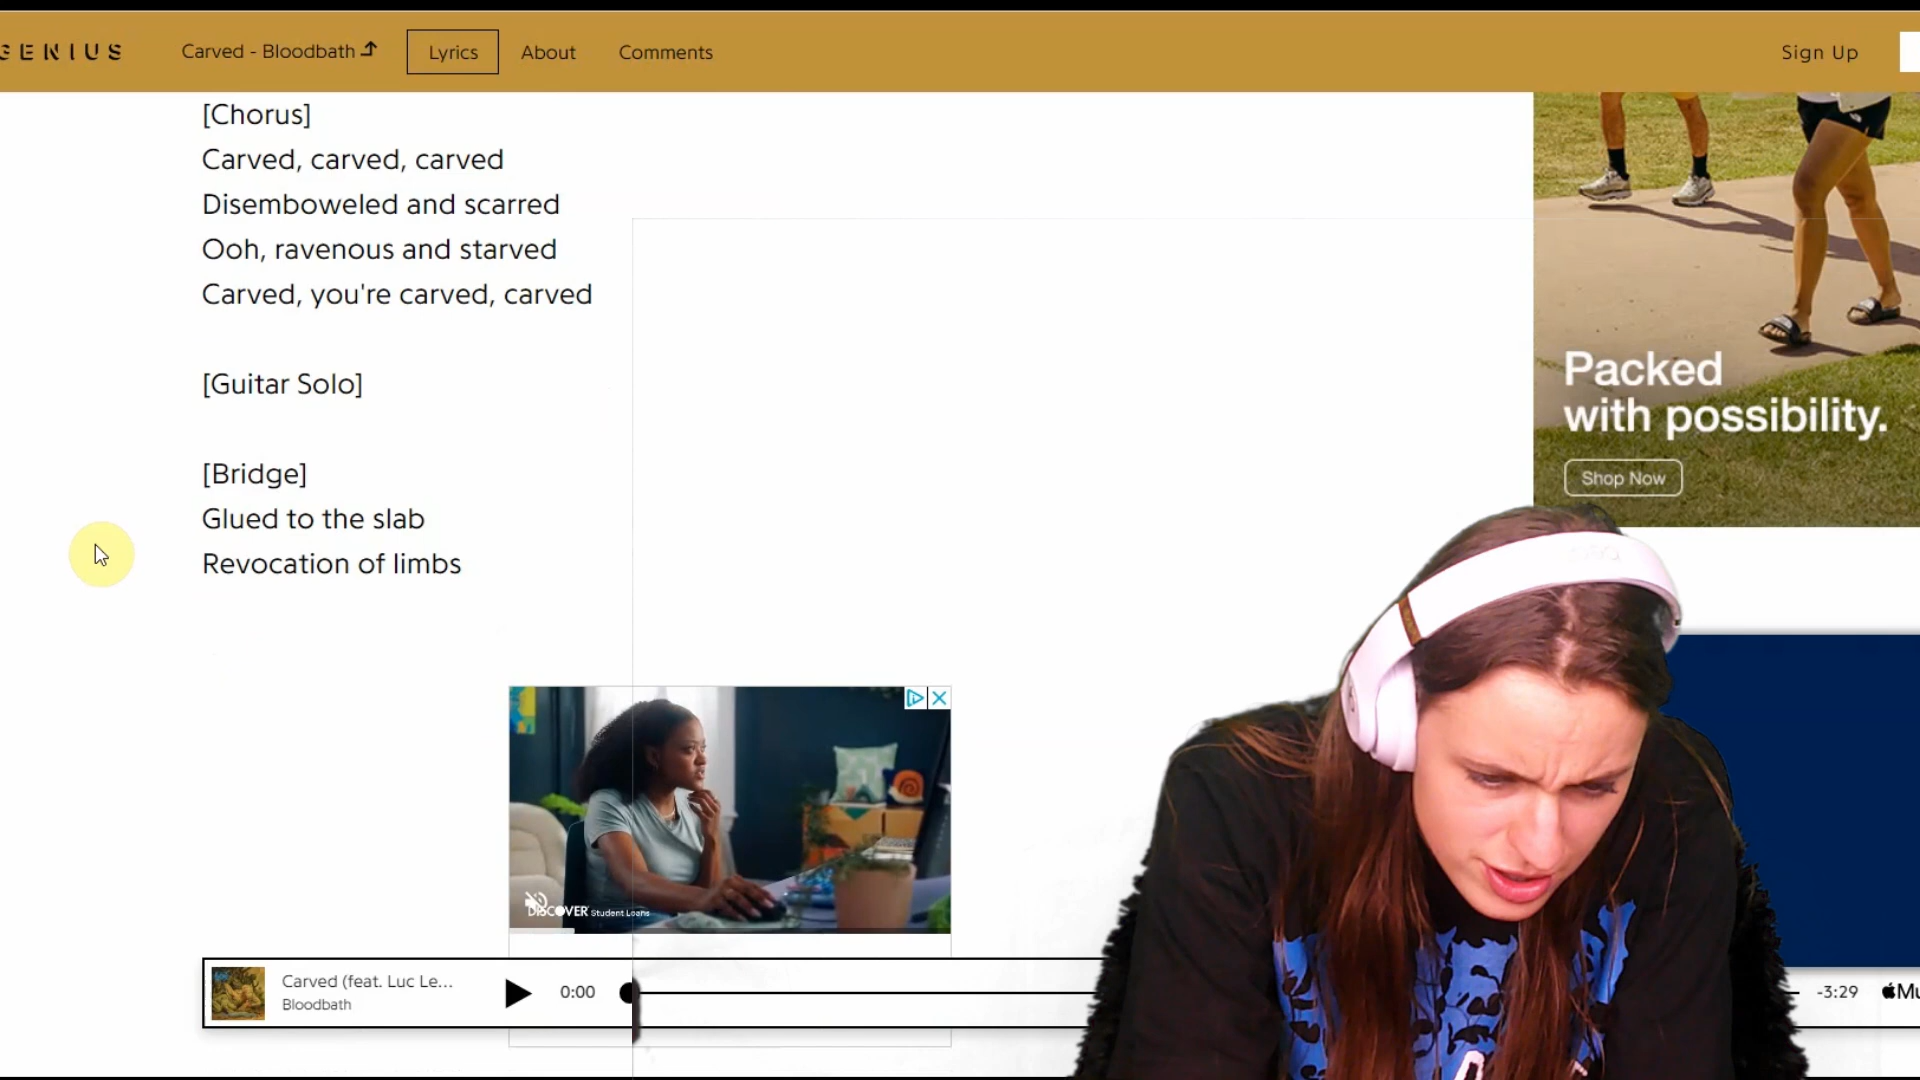 GENIUS
Carved - Bloodbath
Lyrics
About
Comments
Sign Up
[Chorus]
Carved, carved, carved
Disemboweled and scarred
Ooh, ravenous and starved
Carved, you're carved, carved
[Guitar Solo]
[Bridge]
Glued to the slab
Revocation of limbs
Packed
with possibility.
Shop Now
DISCOVER Student Loans
Carved (feat. Luc Le...
Bloodbath
0:00
-3:29
Mu